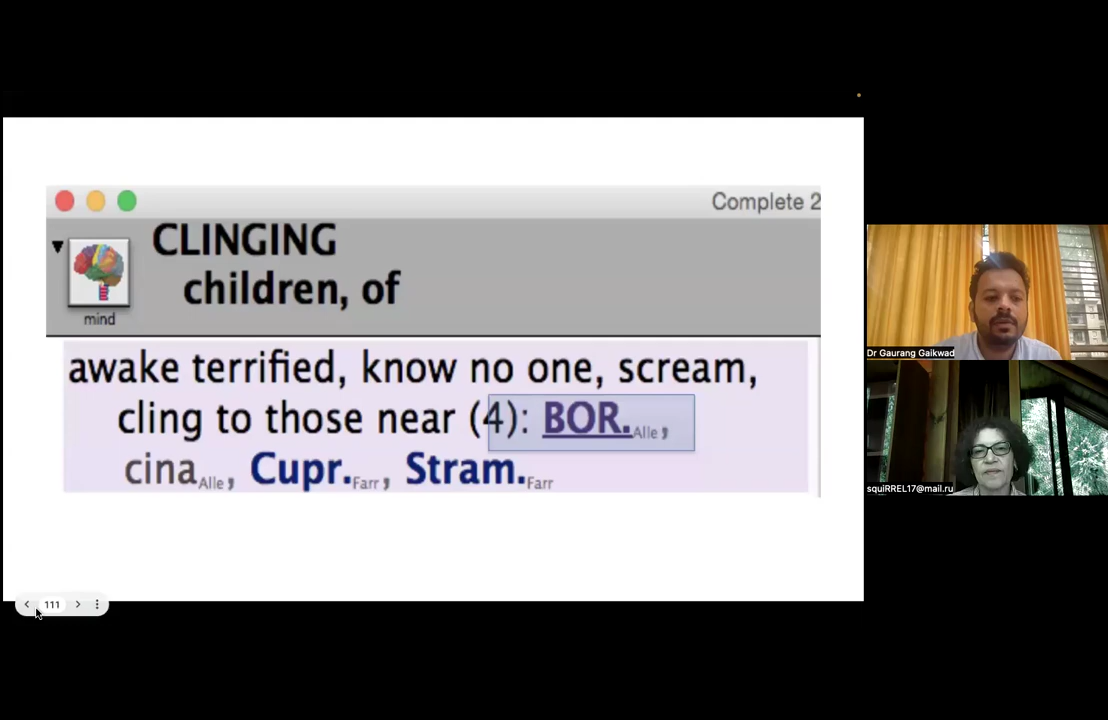 Complete 2
CLINGING
children, of
mind
awake terrified, know no one, scream,
cling to those near (4): BOR.Alle,
cinaAlle, Cupr.Farr, Stram.Farr
111
Dr Gaurang Gaikwad
squiRREL17@mail.ru